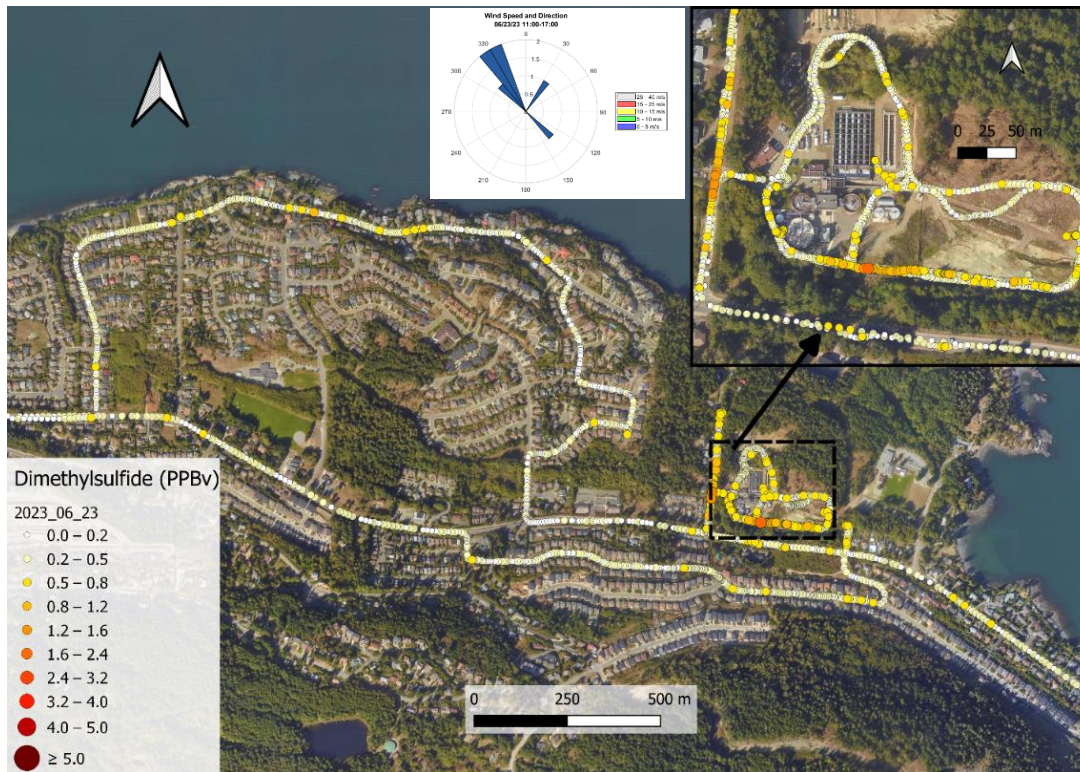 Wind Speed and Direction
06/23/23 11:00-17:00
0
30
60
90
120
150
180
210
240
270
300
330
2
1.5
1
0.5
25 - 40 m/s
15 - 25 m/s
10 - 15 m/s
5 - 10 m/s
0 - 5 m/s
0 25 50 m
Dimethylsulfide (PPBv)
2023_06_23
0.0 – 0.2
0.2 – 0.5
0.5 – 0.8
0.8 – 1.2
1.2 – 1.6
1.6 – 2.4
2.4 – 3.2
3.2 – 4.0
4.0 – 5.0
≥ 5.0
0 250 500 m